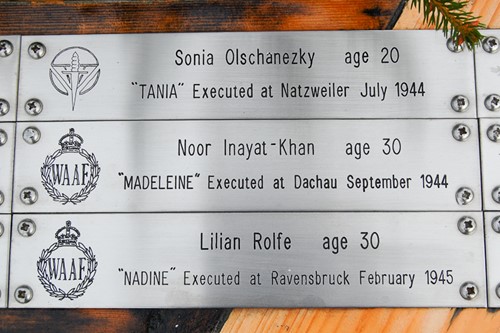 Sonia Olschanezky age 20
"TANIA" Executed at Natzweiler July 1944
WAAF
Noor Inayat-Khan age 30
"MADELEINE" Executed at Dachau September 1944
WAAF
Lilian Rolfe age 30
"NADINE" Executed at Ravensbruck February 1945